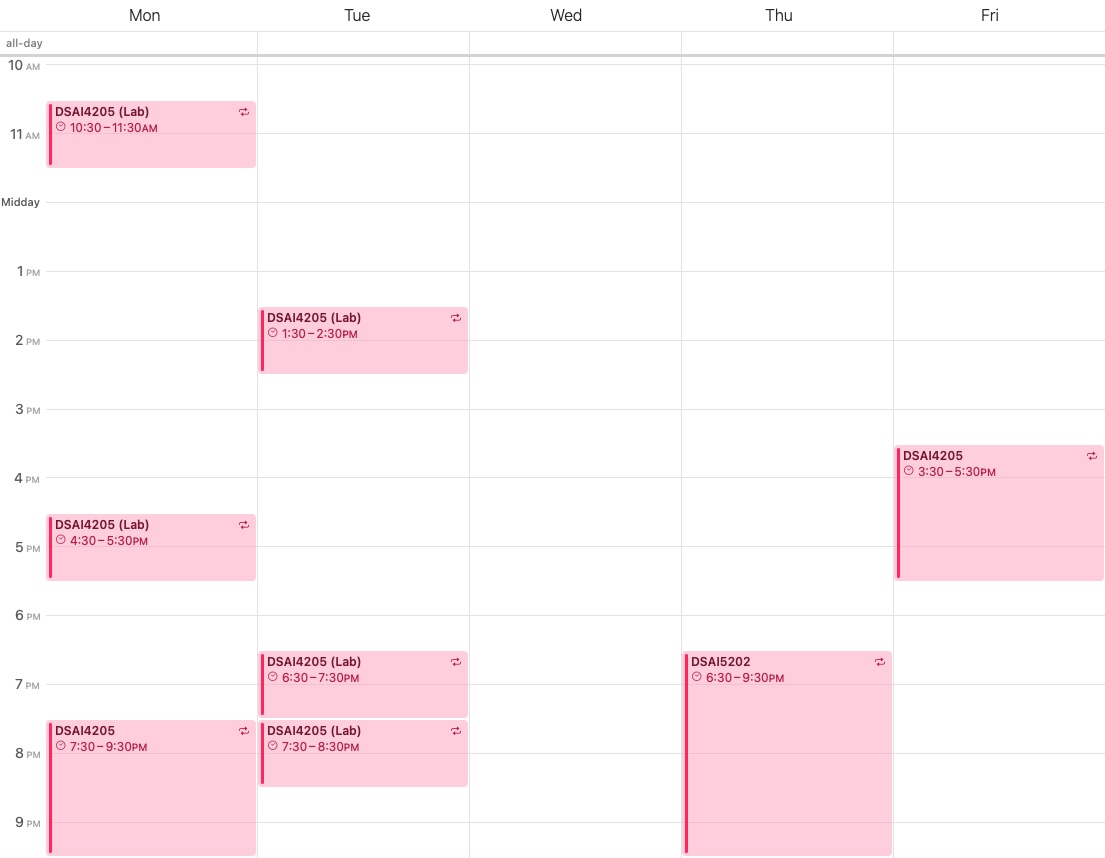 Mon Tue Wed Thu Fri
all-day
10 AM
DSAI4205 (Lab)
10:30 – 11:30AM
11 AM
Midday
1 PM
DSAI4205 (Lab)
1:30 – 2:30PM
2 PM
3 PM
DSAI4205
3:30 – 5:30PM
4 PM
DSAI4205 (Lab)
4:30 – 5:30PM
5 PM
6 PM
DSAI4205 (Lab)
6:30 – 7:30PM
DSAI5202
6:30 – 9:30PM
7 PM
DSAI4205
7:30 – 9:30PM
DSAI4205 (Lab)
7:30 – 8:30PM
8 PM
9 PM